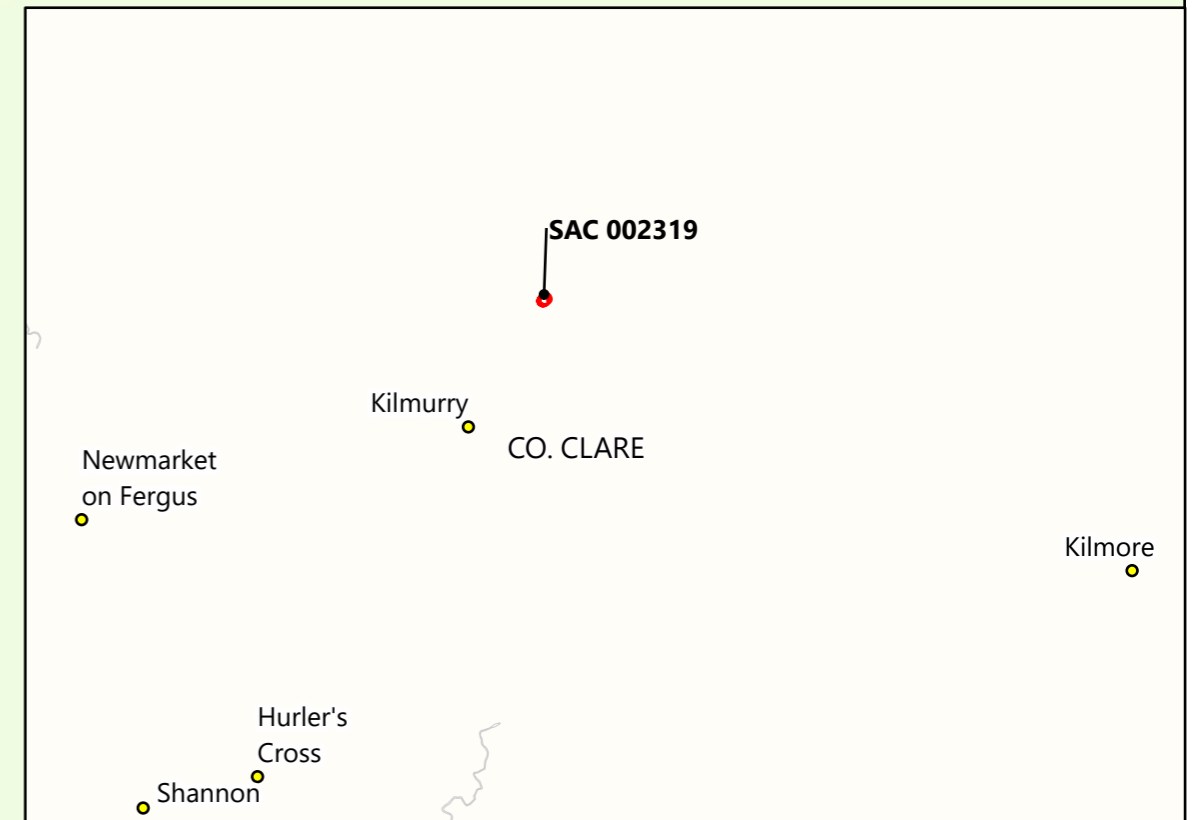 SAC 002319
Kilmurry
CO. CLARE
Newmarket
on Fergus
Kilmore
Hurler's
Cross
Shannon